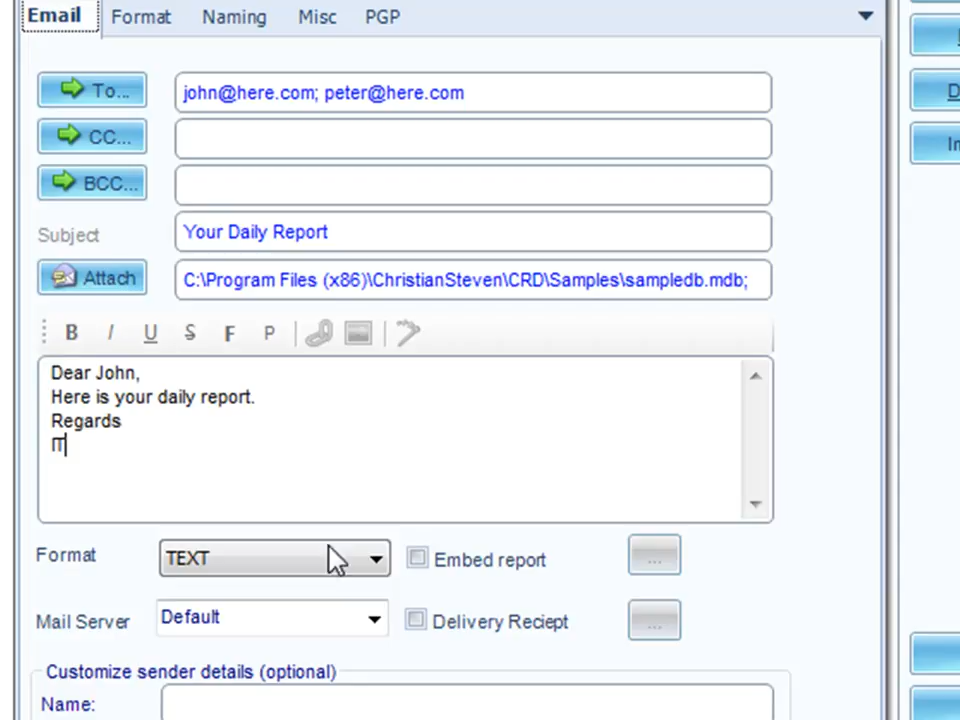 Email Format Naming Misc PGP
To... john@here.com; peter@here.com
CC...
BCC...
Subject Your Daily Report
Attach C:\Program Files (x86)\ChristianSteven\CRD\Samples\sampledb.mdb;
B I U S F P
Dear John,
Here is your daily report.
Regards
IT
Format TEXT Embed report ...
Mail Server Default Delivery Reciept ...
Customize sender details (optional)
Name: